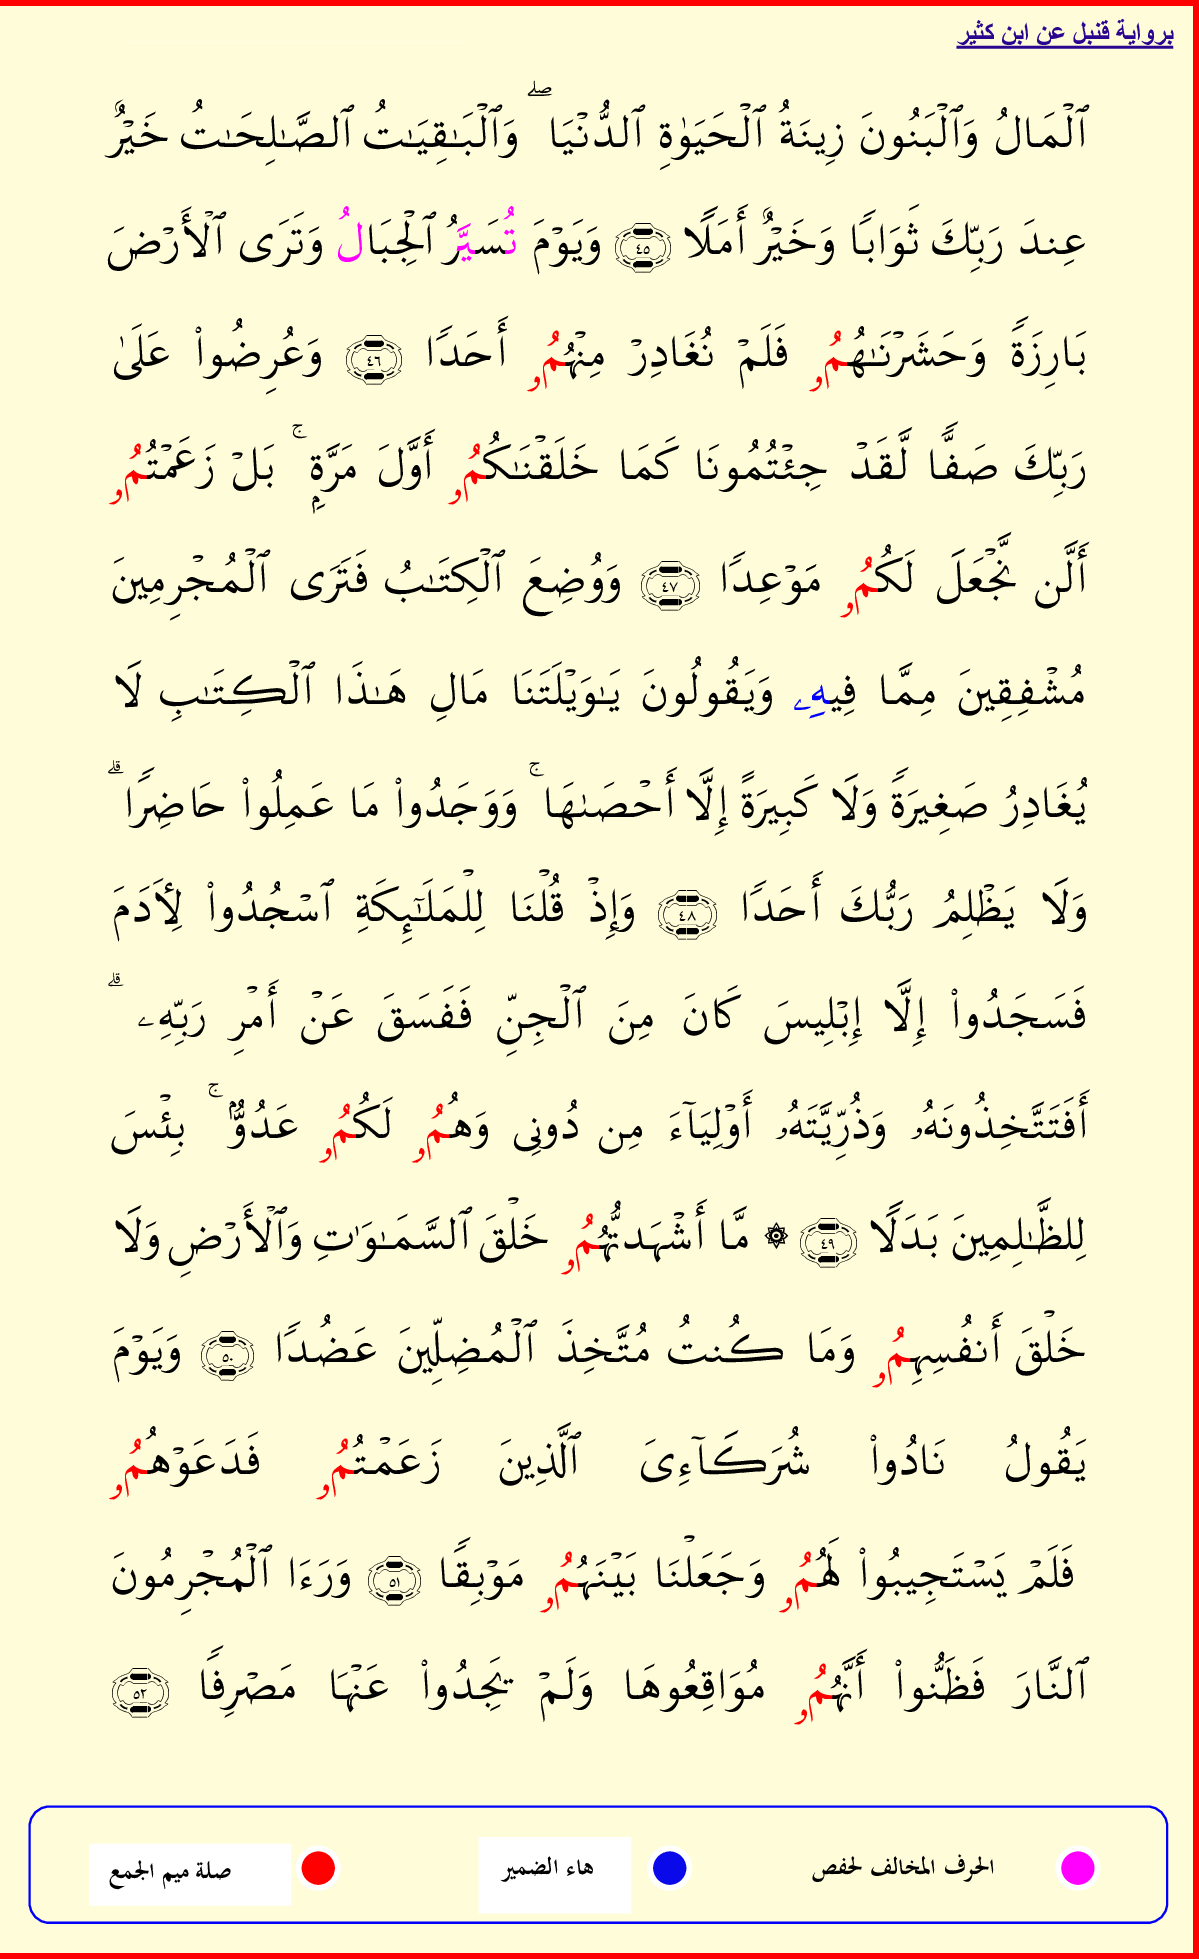 برواية قنبل عن ابن كثير
ٱلۡمَالُ وَٱلۡبَنُونَ زِينَةُ ٱلۡحَيَوٰةِ ٱلدُّنۡيَاۖ وَٱلۡبَٰقِيَٰتُ ٱلصَّٰلِحَٰتُ خَيۡرٌ
عِندَ رَبِّكَ ثَوَابٗا وَخَيۡرٌ أَمَلٗا ٤٥ وَيَوۡمَ تُسَيَّرُ ٱلۡجِبَالُ وَتَرَى ٱلۡأَرۡضَ
بَارِزَةٗ وَحَشَرۡنَٰهُمُۥ فَلَمۡ نُغَادِرۡ مِنۡهُمُۥ أَحَدٗا ٤٦ وَعُرِضُواْ عَلَىٰ
رَبِّكَ صَفّٗا لَّقَدۡ جِئۡتُمُونَا كَمَا خَلَقۡنَٰكُمُۥ أَوَّلَ مَرَّةِۭۚ بَلۡ زَعَمۡتُمُۥ
أَلَّن نَّجۡعَلَ لَكُمُۥ مَوۡعِدٗا ٤٧ وَوُضِعَ ٱلۡكِتَٰبُ فَتَرَى ٱلۡمُجۡرِمِينَ
مُشۡفِقِينَ مِمَّا فِيهِۦ وَيَقُولُونَ يَٰوَيۡلَتَنَا مَالِ هَٰذَا ٱلۡكِتَٰبِ لَا
يُغَادِرُ صَغِيرَةٗ وَلَا كَبِيرَةً إِلَّا أَحۡصَىٰهَاۚ وَوَجَدُواْ مَا عَمِلُواْ حَاضِرٗاۗ
وَلَا يَظۡلِمُ رَبُّكَ أَحَدٗا ٤٨ وَإِذۡ قُلۡنَا لِلۡمَلَٰٓئِكَةِ ٱسۡجُدُواْ لِأٓدَمَ
فَسَجَدُواْ إِلَّا إِبۡلِيسَ كَانَ مِنَ ٱلۡجِنِّ فَفَسَقَ عَنۡ أَمۡرِ رَبِّهِۦۗ
أَفَتَتَّخِذُونَهُۥ وَذُرِّيَّتَهُۥ أَوۡلِيَآءَ مِن دُونِي وَهُمُۥ لَكُمُۥ عَدُوُّۢۚ بِئۡسَ
لِلظَّٰلِمِينَ بَدَلٗا ٤٩ ۞ مَّا أَشۡهَدتُّهُمُۥ خَلۡقَ ٱلسَّمَٰوَٰتِ وَٱلۡأَرۡضِ وَلَا
خَلۡقَ أَنفُسِهِمُۥ وَمَا كُنتُ مُتَّخِذَ ٱلۡمُضِلِّينَ عَضُدٗا ٥٠ وَيَوۡمَ
يَقُولُ نَادُواْ شُرَكَآءِيَ ٱلَّذِينَ زَعَمۡتُمُۥ فَدَعَوۡهُمُۥ
فَلَمۡ يَسۡتَجِيبُواْ لَهُمُۥ وَجَعَلۡنَا بَيۡنَهُمُۥ مَوۡبِقٗا ٥١ وَرَءَا ٱلۡمُجۡرِمُونَ
ٱلنَّارَ فَظَنُّواْ أَنَّهُمُۥ مُوَاقِعُوهَا وَلَمۡ يَجِدُواْ عَنۡهَا مَصۡرِفٗا ٥٢
الحرف المخالف لحفص هاء الضمير صلة ميم الجمع